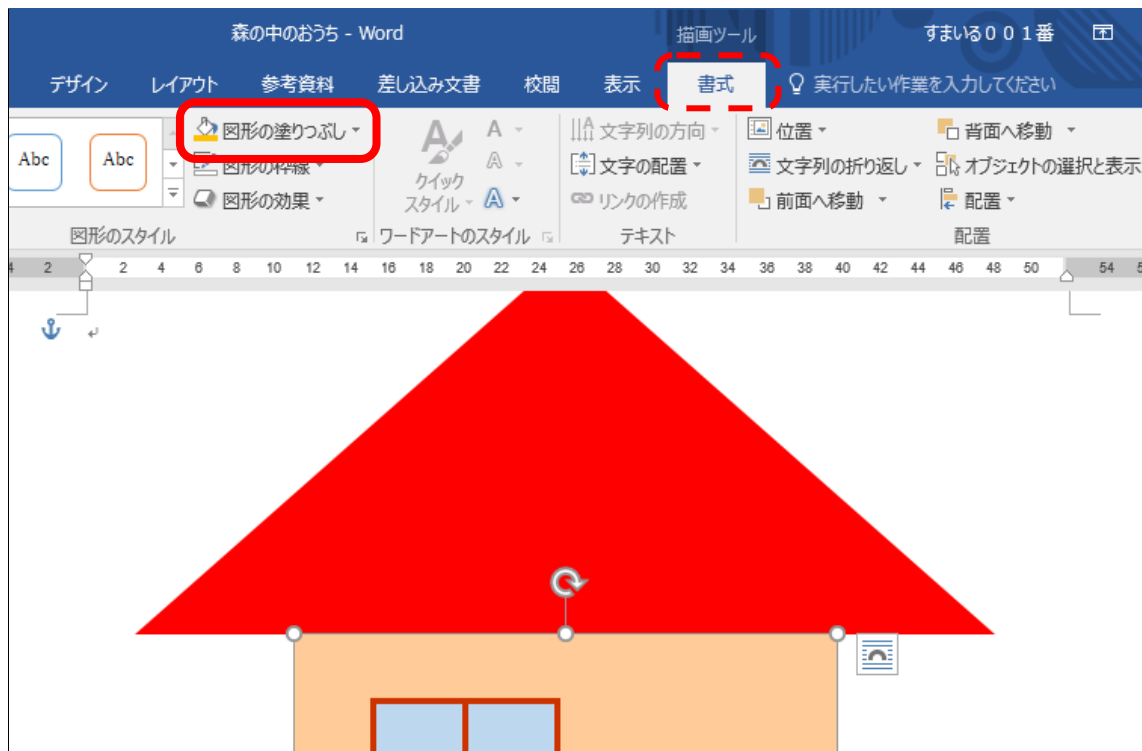 森の中のおうち - Word
描画ツール
すまいる００１番
デザイン レイアウト 参考資料 差し込み文書 校閲 表示 書式 実行したい作業を入力してください
Abc Abc
図形の塗りつぶし
図形の枠線
図形の効果
図形のスタイル
A
クイック
スタイル
A
A
A
ワードアートのスタイル
文字列の方向
文字の配置
リンクの作成
テキスト
位置
文字列の折り返し
前面へ移動
背面へ移動
オブジェクトの選択と表示
配置
配置
4 2 2 4 6 8 10 12 14 16 18 20 22 24 26 28 30 32 34 36 38 40 42 44 46 48 50 54